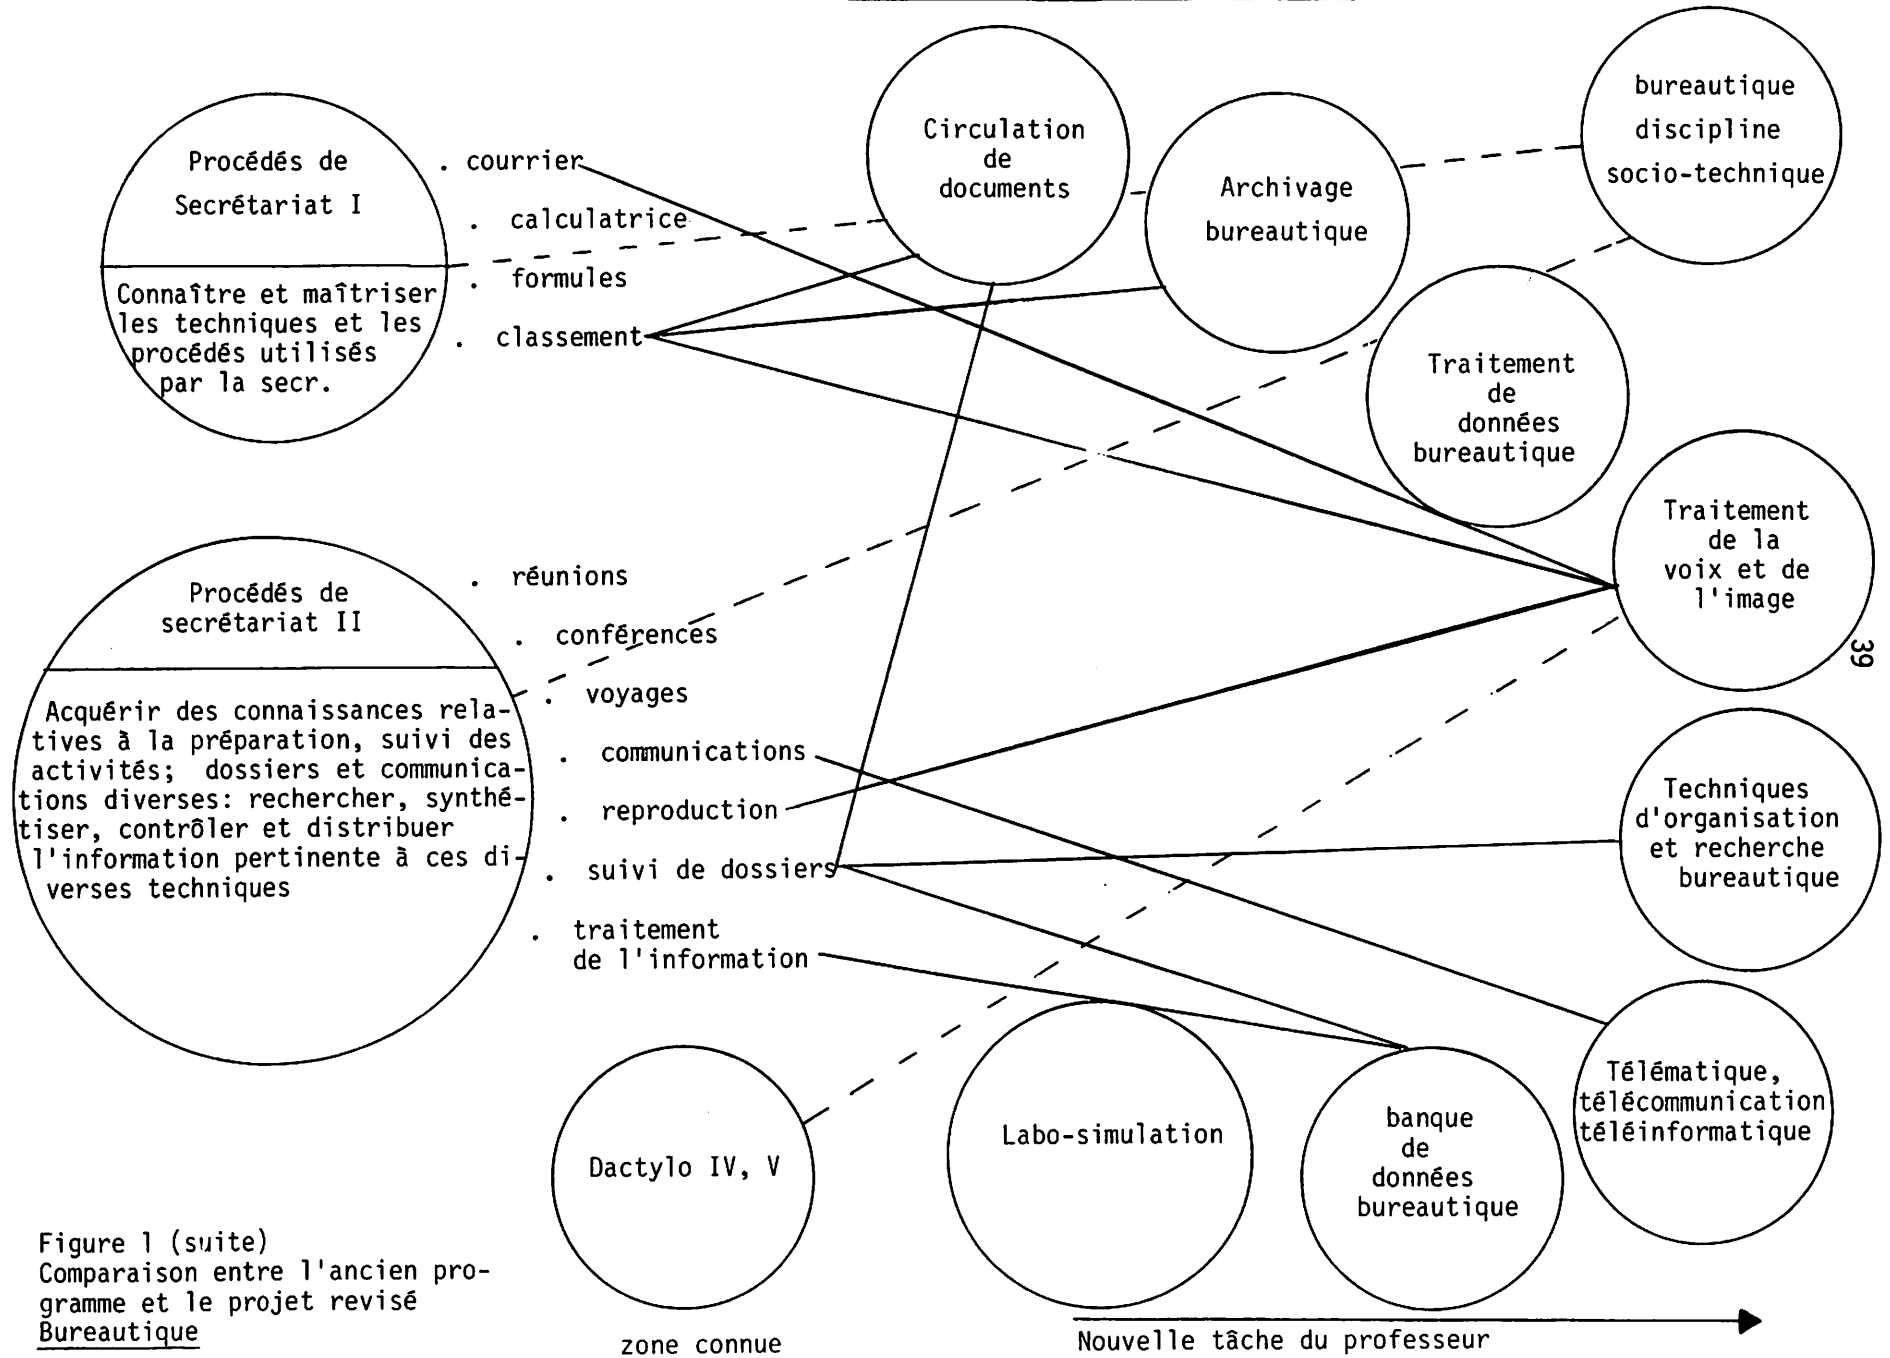 Procédés de
Secrétariat I
Connaître et maîtriser
les techniques et les
procédés utilisés
par la secr.
. courrier
. calculatrice
. formules
. classement
Circulation
de
documents
Archivage
bureautique
bureautique
discipline
socio-technique
Traitement
de
données
bureautique
Traitement
de la
voix et de
l'image
39
Procédés de
secrétariat II
Acquérir des connaissances rela-
tives à la préparation, suivi des
activités; dossiers et communica-
tions diverses: rechercher, synthé-
tiser, contrôler et distribuer
l'information pertinente à ces di-
verses techniques
. réunions
. conférences
. voyages
. communications
. reproduction
. suivi de dossiers
. traitement
de l'information
Techniques
d'organisation
et recherche
bureautique
Télématique,
télécommunication
téléinformatique
Dactylo IV, V
Labo-simulation
banque
de
données
bureautique
Figure 1 (suite)
Comparaison entre l'ancien pro-
gramme et le projet revisé
Bureautique
zone connue
Nouvelle tâche du professeur